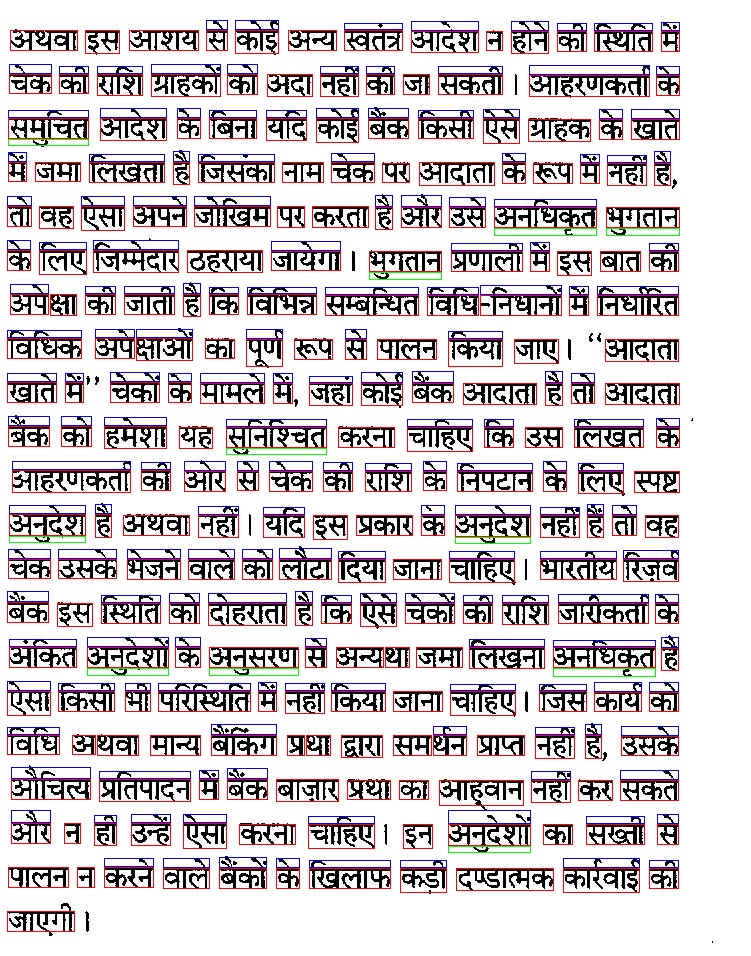 अथवा इस आशय से कोई अन्य स्वतंत्र आदेश न होने की स्थिति में
चेक की राशि ग्राहकों को अदा नहीं की जा सकती । आहरणकर्ता के
समुचित आदेश के बिना यदि कोई बैंक किसी ऐसे ग्राहक के खाते
में जमा लिखता है जिसका नाम चेक पर आदाता के रूप में नहीं है,
तो वह ऐसा अपने जोखिम पर करता है और उसे अनधिकृत भुगतान
के लिए जिम्मेदार ठहराया जायेगा । भुगतान प्रणाली में इस बात की
अपेक्षा की जाती है कि विभिन्न सम्बन्धित विधि-निधानों में निर्धारित
विधिक अपेक्षाओं का पूर्ण रूप से पालन किया जाए । “आदाता
खाते में” चेकों के मामले में, जहां कोई बैंक आदाता है तो आदाता
बैंक को हमेशा यह सुनिश्चित करना चाहिए कि उस लिखत के
आहरणकर्ता की ओर से चेक की राशि के निपटान के लिए स्पष्ट
अनुदेश है अथवा नहीं । यदि इस प्रकार के अनुदेश नहीं हैं तो वह
चेक उसके भेजने वाले को लौटा दिया जाना चाहिए । भारतीय रिज़र्व
बैंक इस स्थिति को दोहराता है कि ऐसे चेकों की राशि जारीकर्ता के
अंकित अनुदेशों के अनुसरण से अन्यथा जमा लिखना अनधिकृत है
ऐसा किसी भी परिस्थिति में नहीं किया जाना चाहिए । जिस कार्य को
विधि अथवा मान्य बैंकिंग प्रथा द्वारा समर्थन प्राप्त नहीं है, उसके
औचित्य प्रतिपादन में बैंक बाज़ार प्रथा का आह्वान नहीं कर सकते
और न ही उन्हें ऐसा करना चाहिए । इन अनुदेशों का सख्ती से
पालन न करने वाले बैंकों के खिलाफ कड़ी दण्डात्मक कार्रवाई की
जाएगी ।